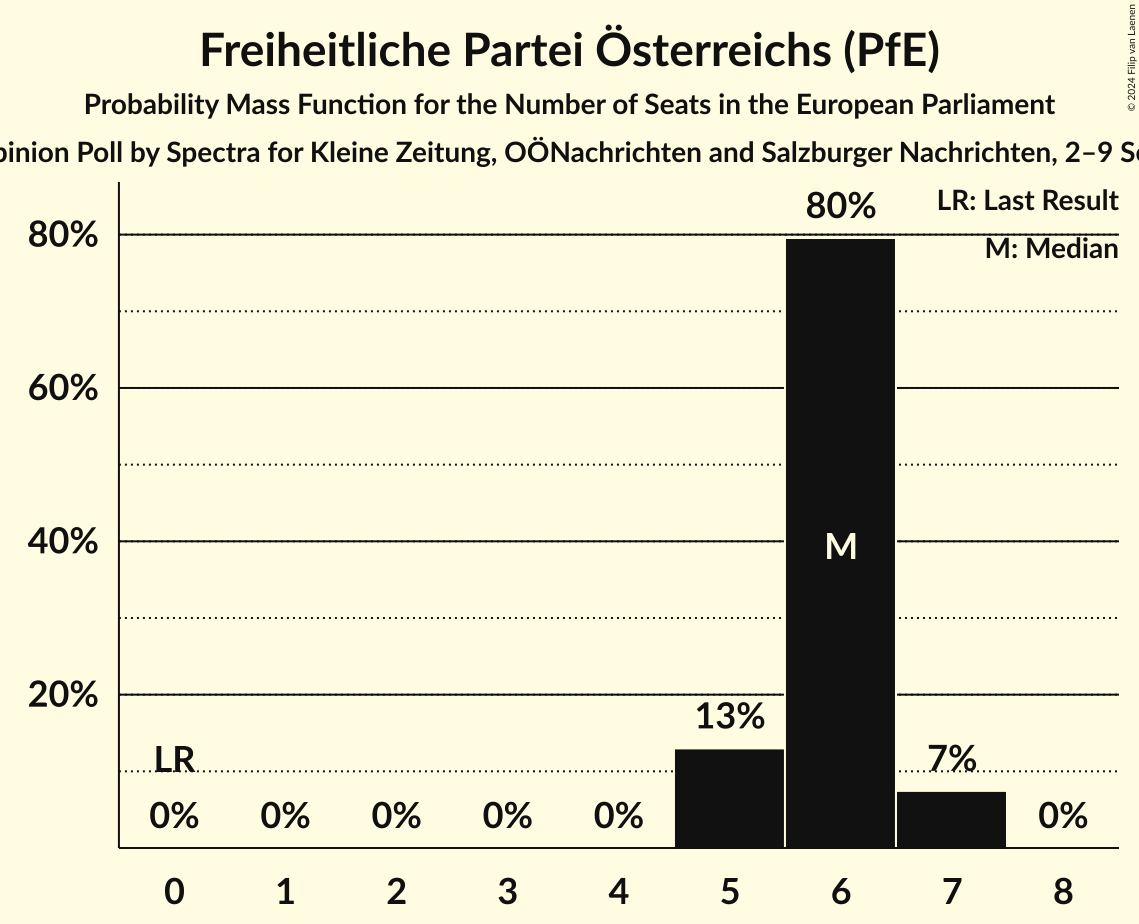 Freiheitliche Partei Österreichs (PfE)
Probability Mass Function for the Number of Seats in the European Parliament
Opinion Poll by Spectra for Kleine Zeitung, OÖNachrichten and Salzburger Nachrichten, 2–9
© 2024 Filip van Laenen
LR: Last Result
M: Median
80%
80%
60%
40%
M
20%
13%
LR
7%
0% 0% 0% 0% 0% 0%
0 1 2 3 4 5 6 7 8